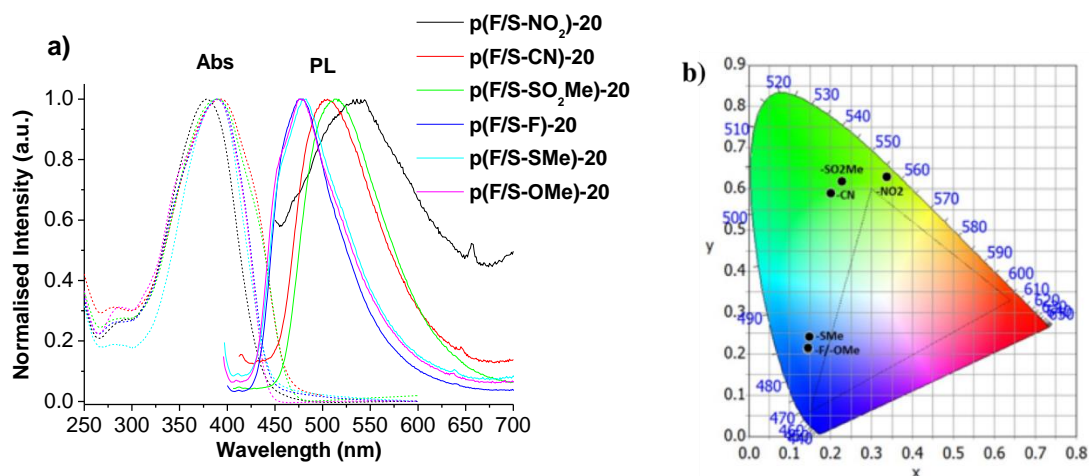 a)
Abs
PL
p(F/S-NO₂)-20
p(F/S-CN)-20
p(F/S-SO₂Me)-20
p(F/S-F)-20
p(F/S-SMe)-20
p(F/S-OMe)-20
Normalised Intensity (a.u.)
1.0
0.8
0.6
0.4
0.2
0.0
250 300 350 400 450 500 550 600 650 700
Wavelength (nm)
b)
0.9
0.8
0.7
0.6
0.5
y
0.4
0.3
0.2
0.1
0.0
0.0 0.1 0.2 0.3 0.4 0.5 0.6 0.7 0.8
x
520
530
510
540
550
560
500
570
580
590
600
610
620
490
480
470
-SO2Me
-CN
-NO2
-SMe
-F/-OMe